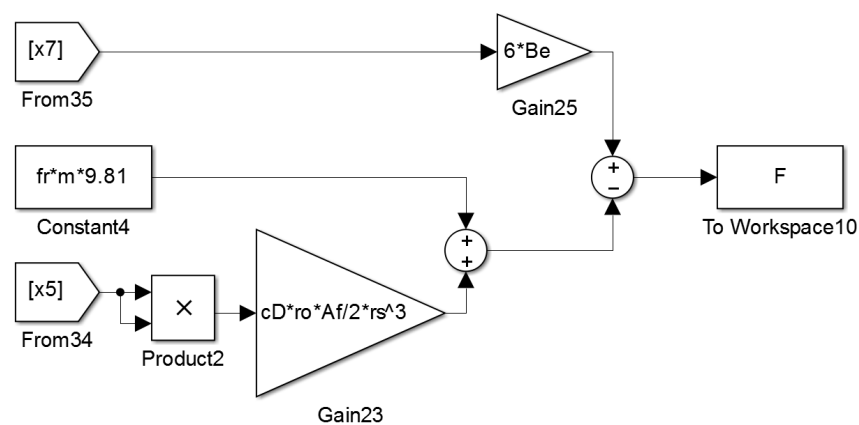 [x7]
From35
6*Be
Gain25
fr*m*9.81
Constant4
+
−
F
To Workspace10
+
+
[x5]
From34
×
Product2
cD*ro*Af/2*rs^3
Gain23